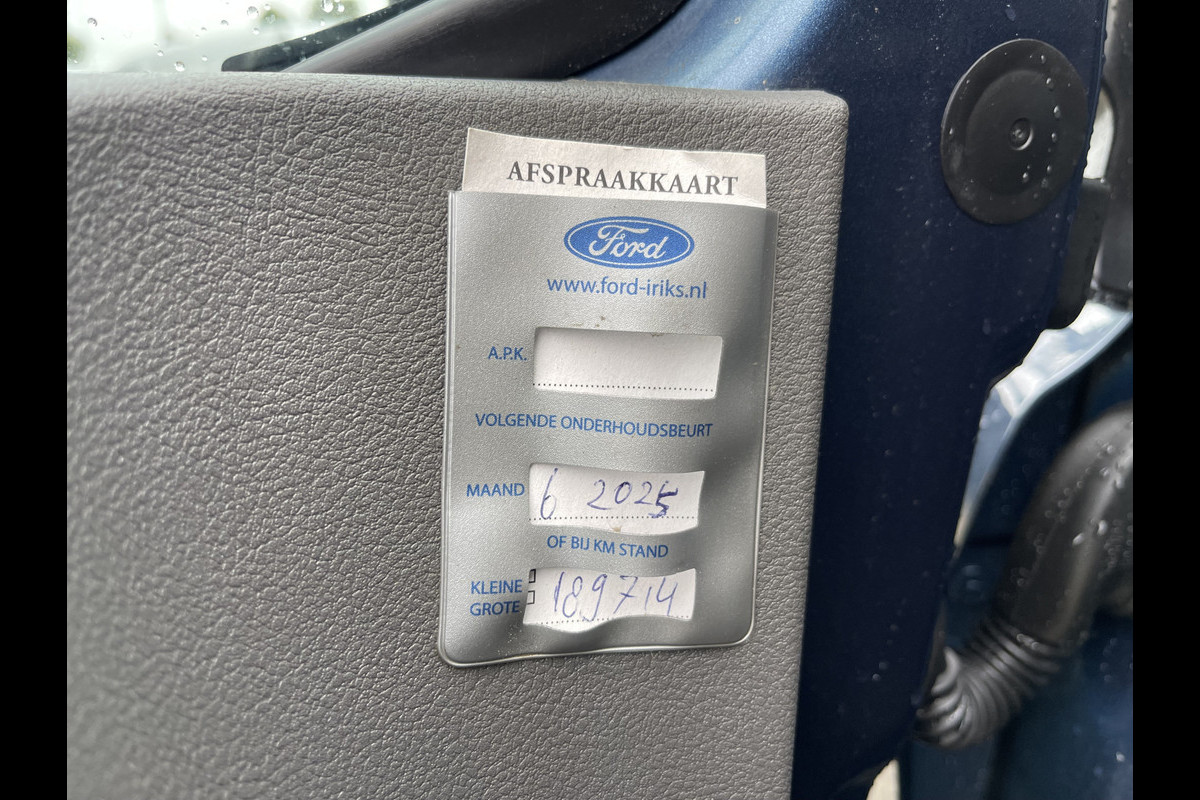 AFSPRAAKKAART
Ford
www.ford-iriks.nl
A.P.K.
VOLGENDE ONDERHOUDSBEURT
MAAND 6 2025
OF BIJ KM STAND
KLEINE 189714
GROTE